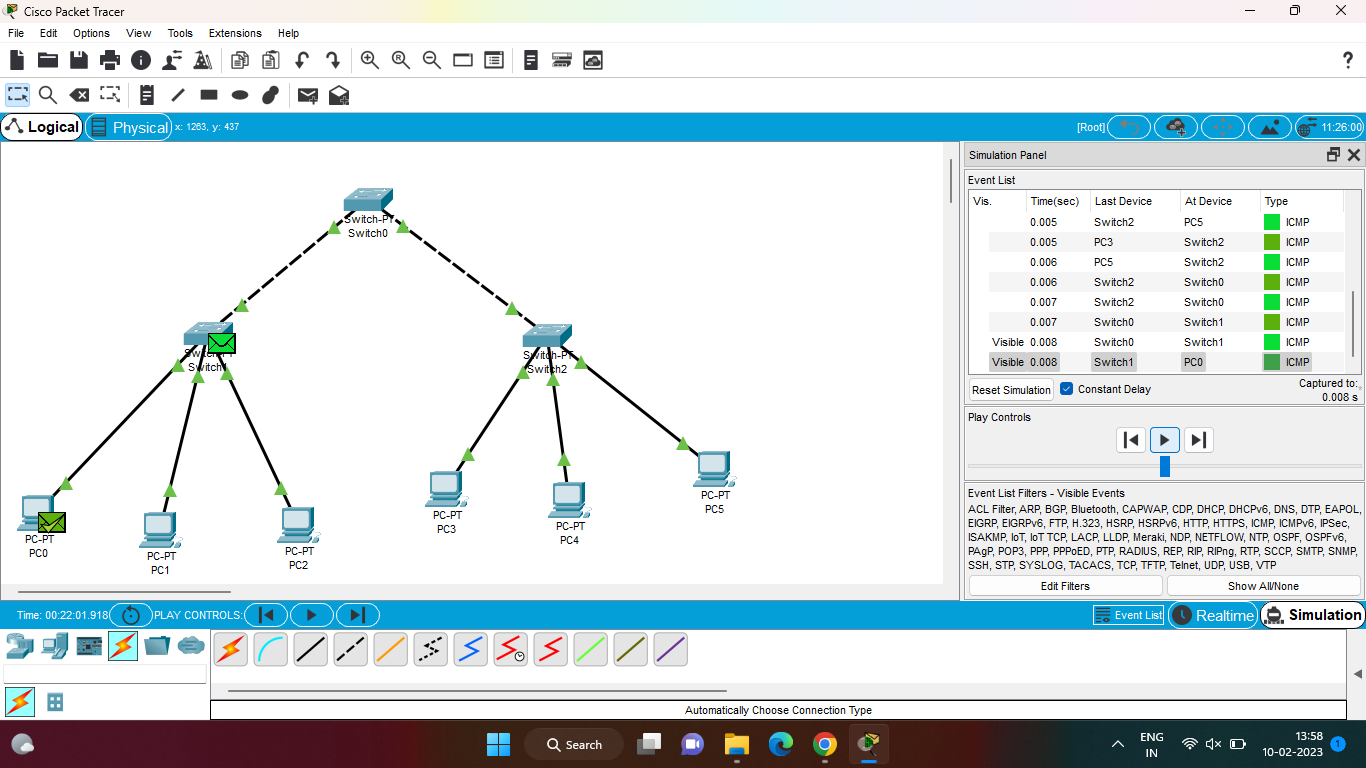 Cisco Packet Tracer
File Edit Options View Tools Extensions Help
Logical Physical x: 1263, y: 437 [Root] 11:26:00
Switch-PT
Switch0
Switch-PT
Switch1
Switch-PT
Switch2
PC-PT
PC0
PC-PT
PC1
PC-PT
PC2
PC-PT
PC3
PC-PT
PC4
PC-PT
PC5
Simulation Panel
Event List
Vis. Time(sec) Last Device At Device Type
0.005 Switch2 PC5 ICMP
0.005 PC3 Switch2 ICMP
0.006 PC5 Switch2 ICMP
0.006 Switch2 Switch0 ICMP
0.007 Switch2 Switch0 ICMP
0.007 Switch0 Switch1 ICMP
Visible 0.008 Switch0 Switch1 ICMP
Visible 0.008 Switch1 PC0 ICMP
Reset Simulation Constant Delay Captured to:
0.008 s
Play Controls
Event List Filters - Visible Events
ACL Filter, ARP, BGP, Bluetooth, CAPWAP, CDP, DHCP, DHCPv6, DNS, DTP, EAPOL,
EIGRP, EIGRPv6, FTP, H.323, HSRP, HSRPv6, HTTP, HTTPS, ICMP, ICMPv6, IPSec,
ISAKMP, IoT, IoT TCP, LACP, LLDP, Meraki, NDP, NETFLOW, NTP, OSPF, OSPFv6,
PAgP, POP3, PPP, PPPoED, PTP, RADIUS, REP, RIP, RIPng, RTP, SCCP, SMTP, SNMP,
SSH, STP, SYSLOG, TACACS, TCP, TFTP, Telnet, UDP, USB, VTP
Edit Filters Show All/None
Time: 00:22:01.918 PLAY CONTROLS: Event List Realtime Simulation
Automatically Choose Connection Type
Search
ENG
IN
13:58
10-02-2023
1